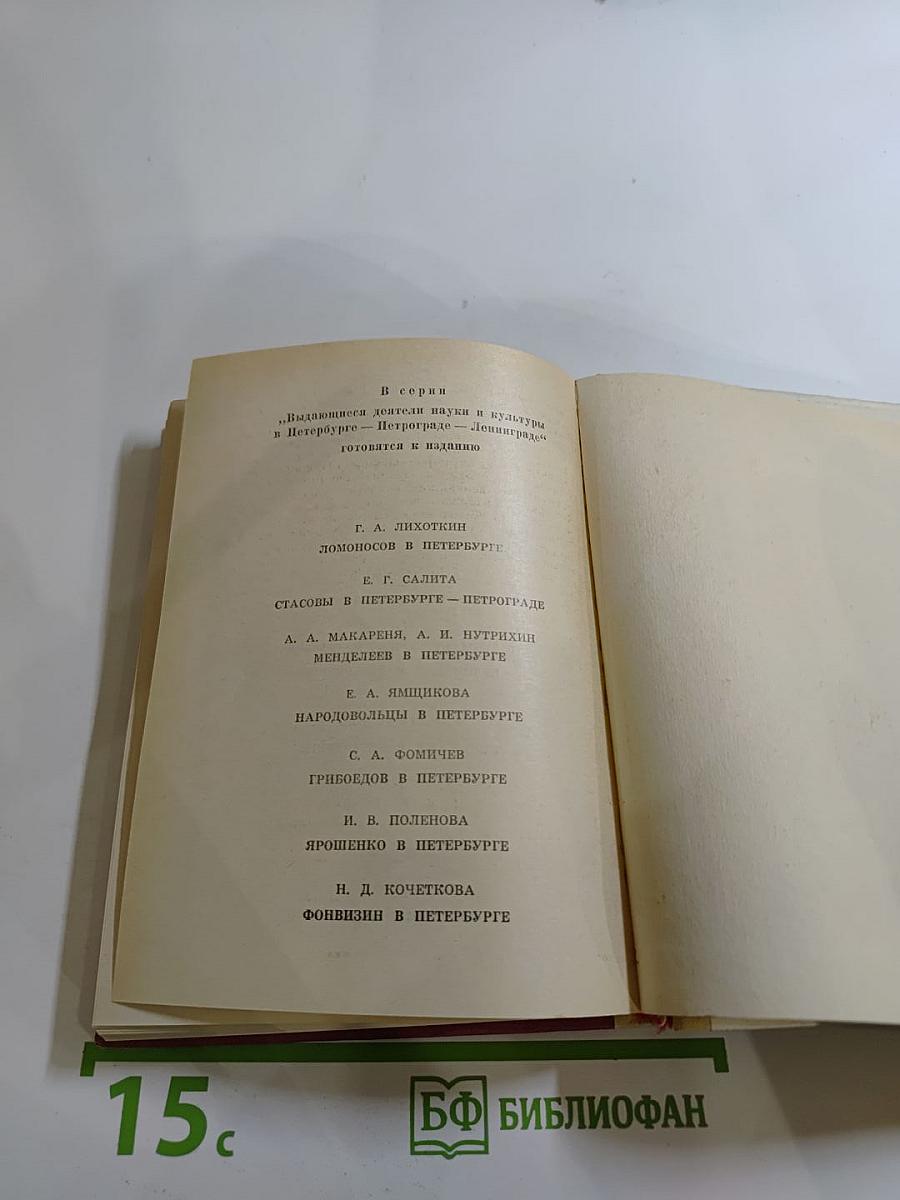 В серии
„Выдающиеся деятели науки и культуры
в Петербурге — Петрограде — Ленинграде“
готовятся к изданию
Г. А. ЛИХОТКИН
ЛОМОНОСОВ В ПЕТЕРБУРГЕ
Е. Г. САЛИТА
СТАСОВЫ В ПЕТЕРБУРГЕ — ПЕТРОГРАДЕ
А. А. МАКАРЕНЯ, А. И. НУТРИХИН
МЕНДЕЛЕЕВ В ПЕТЕРБУРГЕ
Е. А. ЯМЩИКОВА
НАРОДОВОЛЬЦЫ В ПЕТЕРБУРГЕ
С. А. ФОМИЧЕВ
ГРИБОЕДОВ В ПЕТЕРБУРГЕ
И. В. ПОЛЕНОВА
ЯРОШЕНКО В ПЕТЕРБУРГЕ
Н. Д. КОЧЕТКОВА
ФОНВИЗИН В ПЕТЕРБУРГЕ
15 с
БФ БИБЛИОФАН